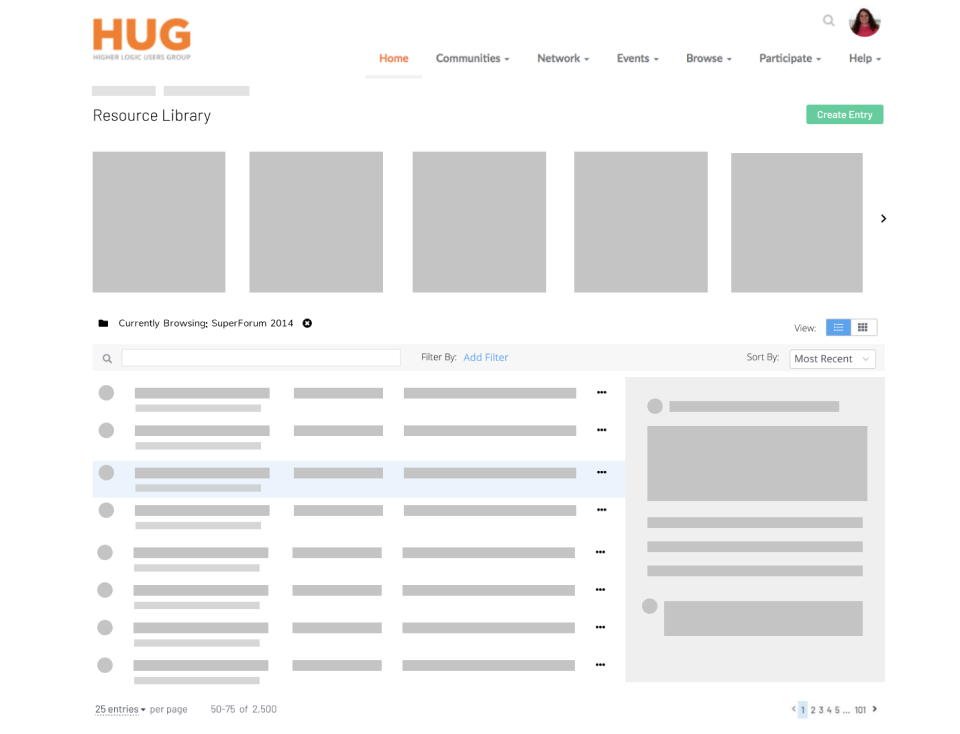 HUG
HIGHER LOGIC USERS GROUP
Home Communities Network Events Browse Participate Help
Resource Library
Create Entry
Currently Browsing: SuperForum 2014
View:
Filter By: Add Filter
Sort By: Most Recent
25 entries per page 50-75 of 2,500
1 2 3 4 5 ... 101